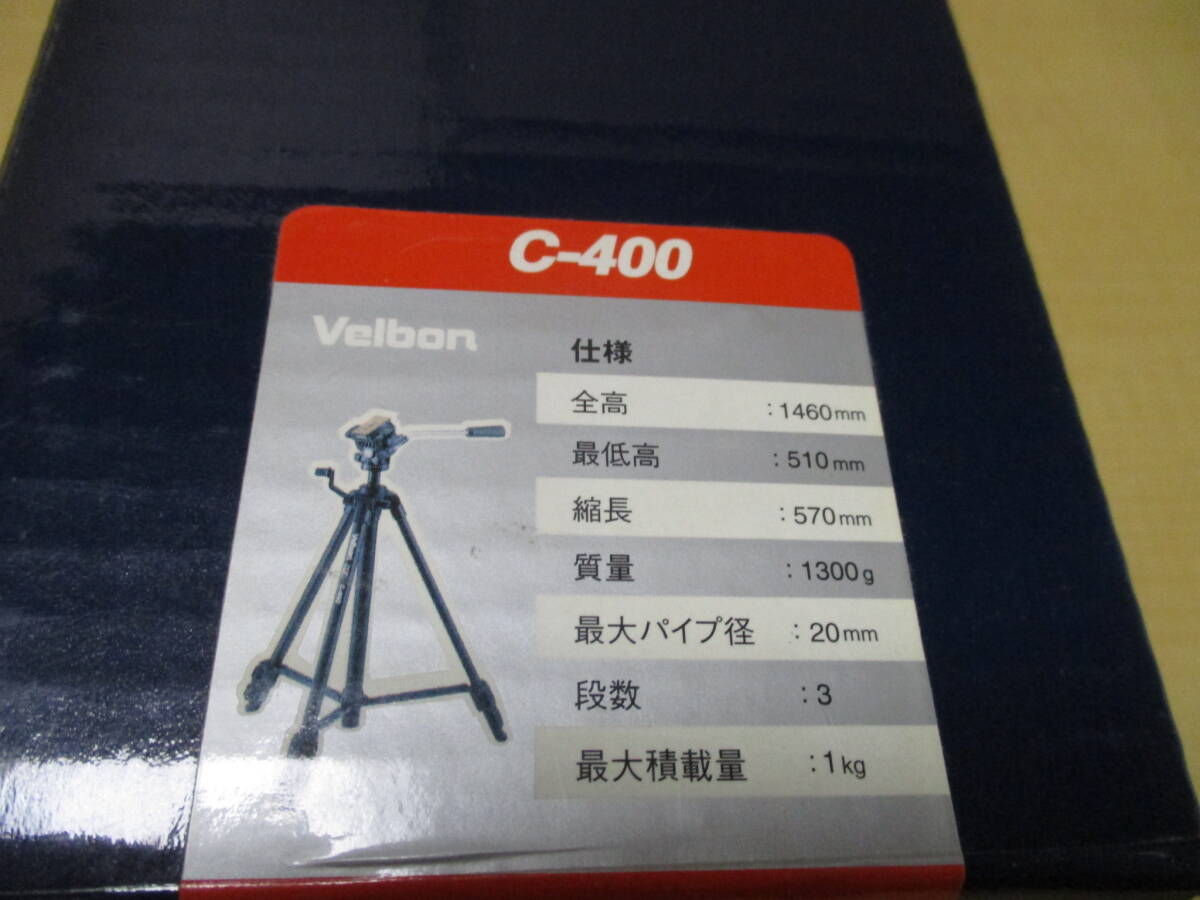 C-400
Velbon
仕様
全高 :1460mm
最低高 :510mm
縮長 :570mm
質量 :1300g
最大パイプ径 :20mm
段数 :3
最大積載量 :1kg